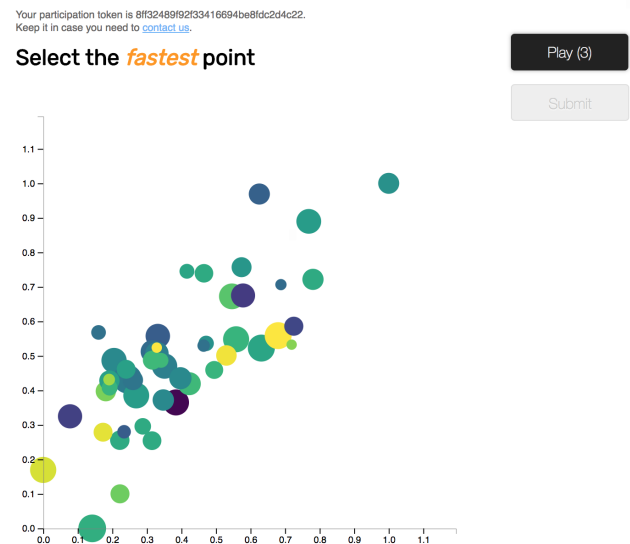 Your participation token is 8ff32489f92f33416694be8fdc2d4c22.
Keep it in case you need to contact us.
Select the fastest point
Play (3)
Submit
1.1
1.0
0.9
0.8
0.7
0.6
0.5
0.4
0.3
0.2
0.1
0.0
0.0 0.1 0.2 0.3 0.4 0.5 0.6 0.7 0.8 0.9 1.0 1.1